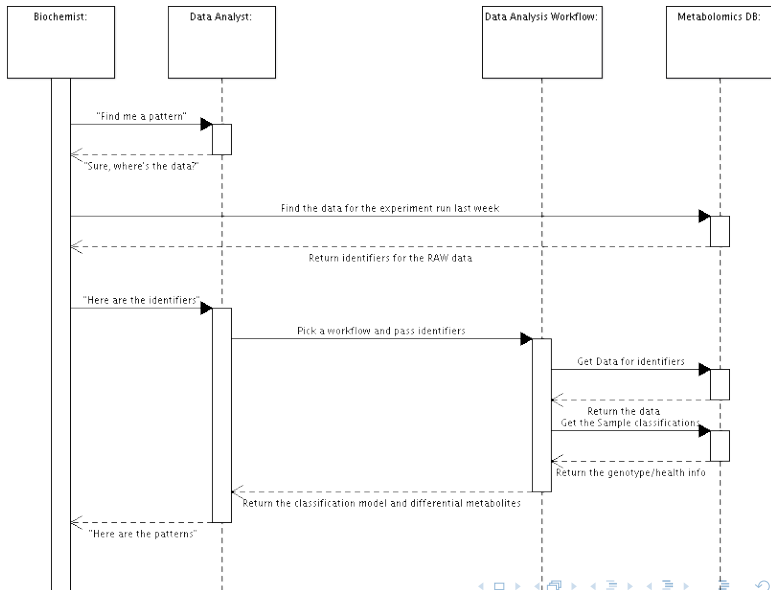 Biochemist:
Data Analyst:
Data Analysis Workflow:
Metabolomics DB:
"Find me a pattern"
"Sure, where's the data?"
Find the data for the experiment run last week
Return identifiers for the RAW data
"Here are the identifiers"
Pick a workflow and pass identifiers
Get Data for identifiers
Return the data
Get the Sample classifications
Return the genotype/health info
Return the classification model and differential metabolites
"Here are the patterns"